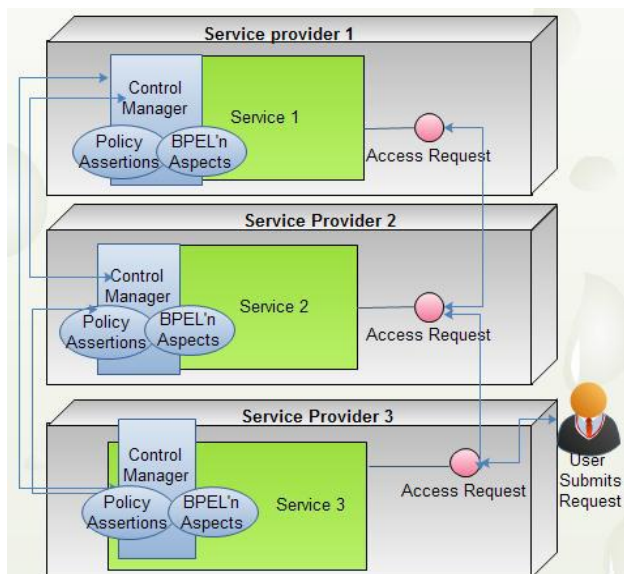 Service provider 1
Control
Manager
Service 1
Policy
Assertions
BPEL'n
Aspects
Access Request
Service Provider 2
Control
Manager
Service 2
Policy
Assertions
BPEL'n
Aspects
Access Request
Service Provider 3
Control
Manager
Policy
Assertions
BPEL'n
Aspects
Service 3
Access Request
User
Submits
Request